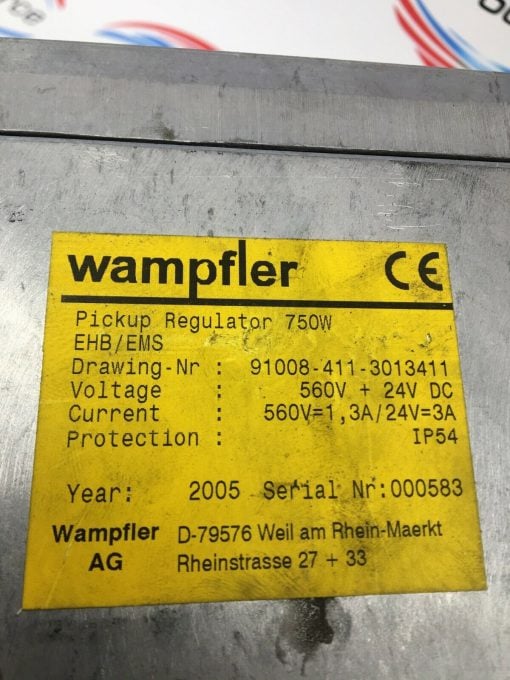 wampfler CE
Pickup Regulator 750W
EHB/EMS
Drawing-Nr : 91008-411-3013411
Voltage : 560V + 24V DC
Current : 560V=1,3A/24V=3A
Protection : IP54
Year: 2005 Serial Nr:000583
Wampfler D-79576 Weil am Rhein-Maerkt
AG Rheinstrasse 27 + 33